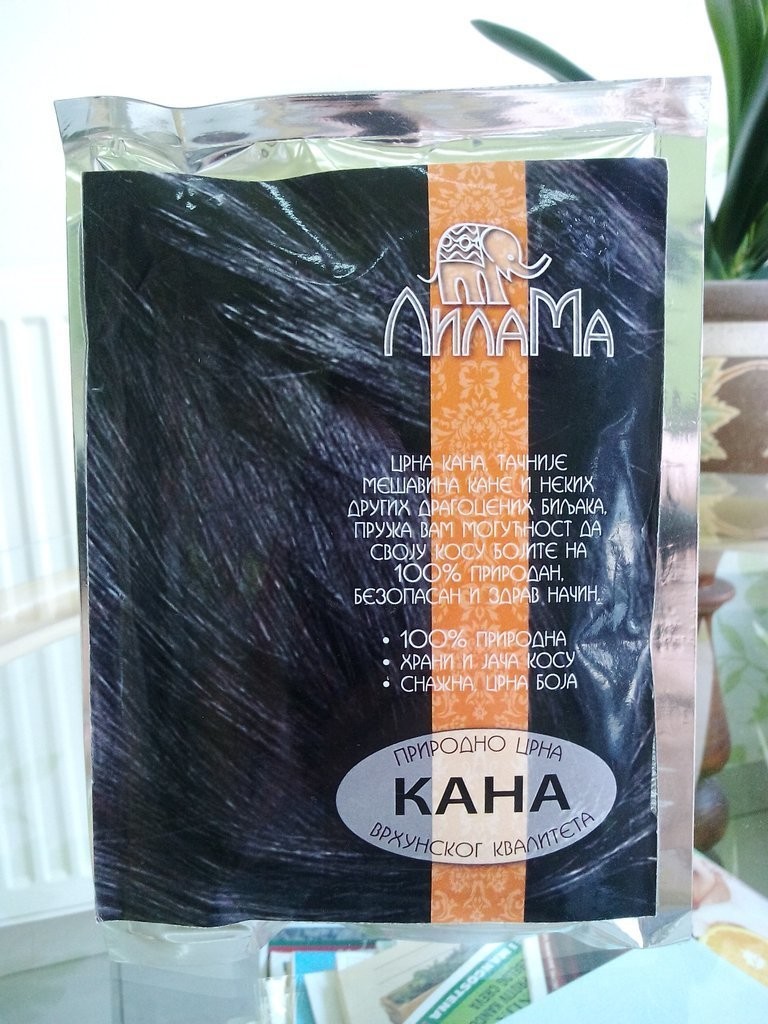 ЛИЛАМА
ЦРНА КАНА, ТАЧНИЈЕ
МЕШАВИНА КАНЕ И НЕКИХ
ДРУГИХ ДРАГОЦЕНИХ БИЉАКА,
ПРУЖА ВАМ МОГУЋНОСТ ДА
СВОЈУ КОСУ БОЈИТЕ НА
100% ПРИРОДАН,
БЕЗОПАСАН И ЗДРАВ НАЧИН.
• 100% ПРИРОДНА
• ХРАНИ И ЈАЧА КОСУ
• СНАЖНА, ЦРНА БОЈА
ПРИРОДНО ЦРНА
КАНА
ВРХУНСКОГ КВАЛИТЕТА